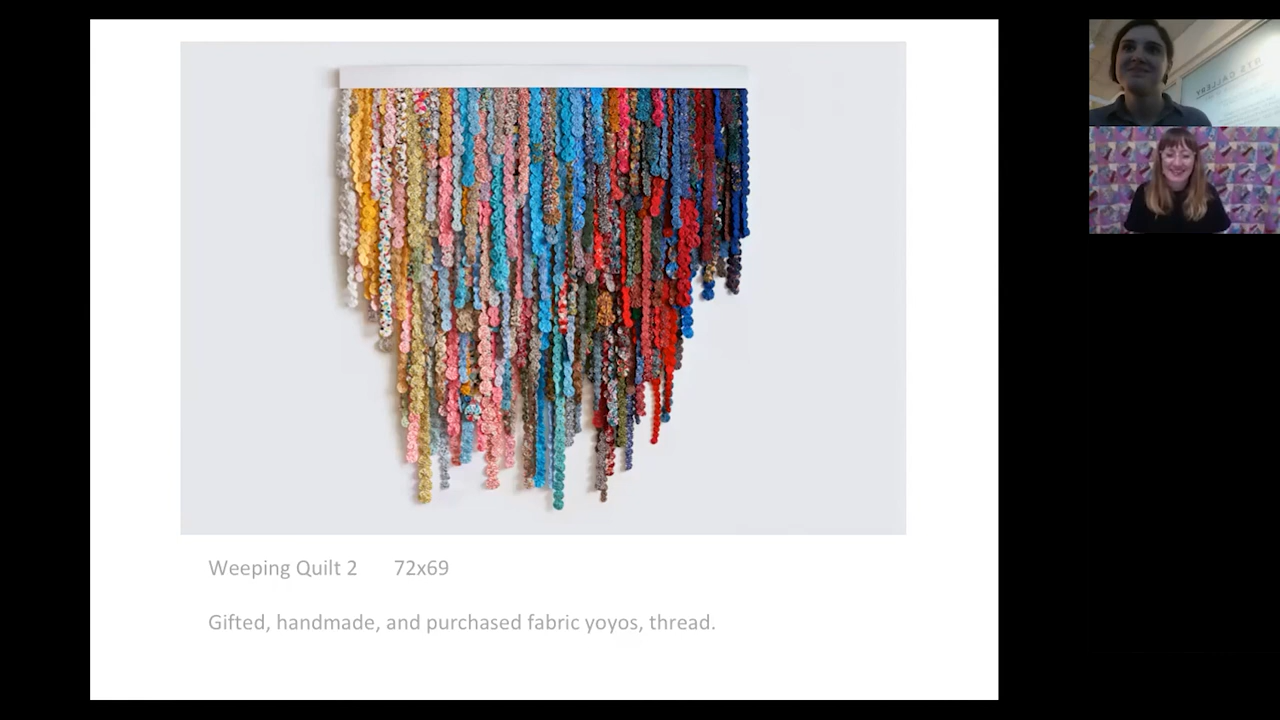 Weeping Quilt 2 72x69
Gifted, handmade, and purchased fabric yoyos, thread.